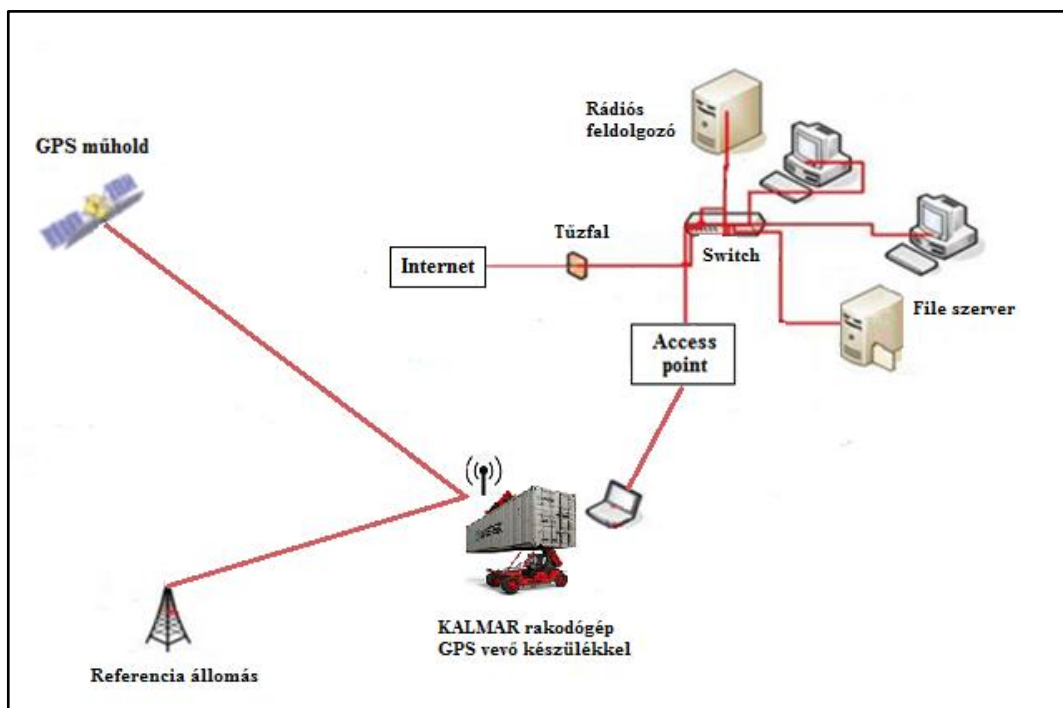 Rádiós
feldolgozó
GPS műhold
Tűzfal
Switch
Internet
File szerver
Access
point
KALMAR rakodógép
GPS vevő készülékkel
Referencia állomás